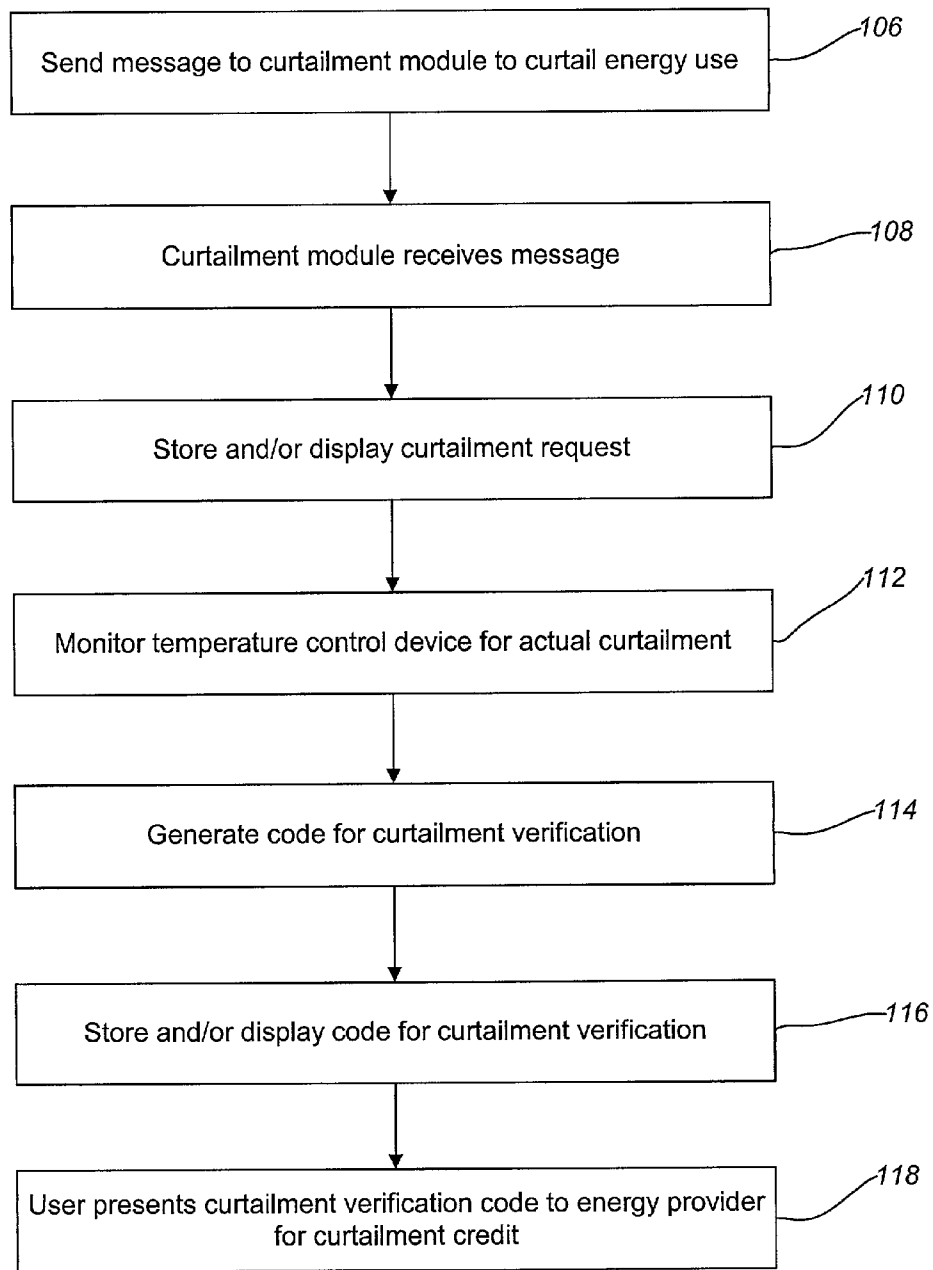 106
Send message to curtailment module to curtail energy use
108
Curtailment module receives message
110
Store and/or display curtailment request
112
Monitor temperature control device for actual curtailment
114
Generate code for curtailment verification
116
Store and/or display code for curtailment verification
118
User presents curtailment verification code to energy provider
for curtailment credit